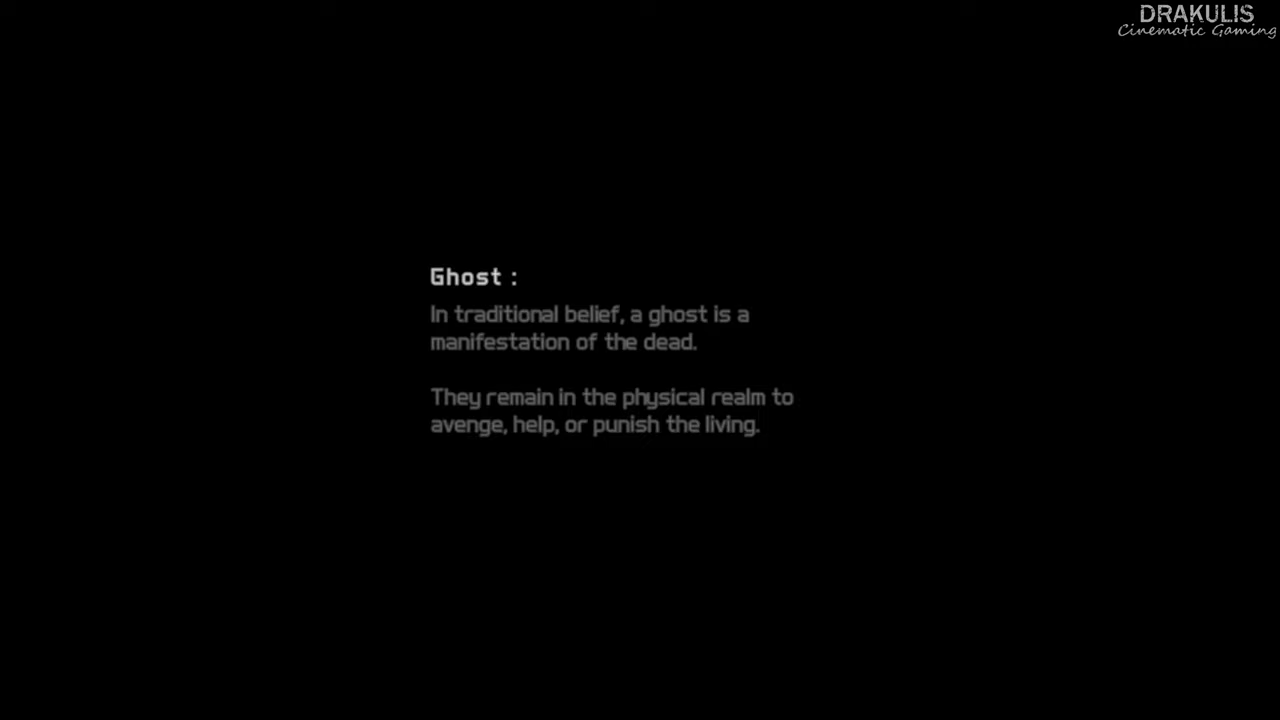 DRAKULIS
Cinematic Gaming
Ghost :
In traditional belief, a ghost is a
manifestation of the dead.
They remain in the physical realm to
avenge, help, or punish the living.